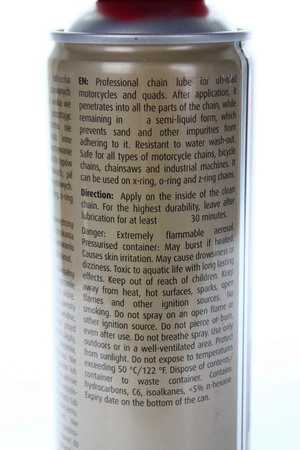 EN: Professional chain lube for off-road
motorcycles and quads. After application, it
penetrates into all the parts of the chain, while
remaining in a semi-liquid form, which
prevents sand and other impurities from
adhering to it. Resistant to water wash-out.
Safe for all types of motorcycle chains, bicycle
chains, chainsaws and industrial machines. It
can be used on x-ring, o-ring and z-ring chains.
Direction: Apply on the inside of the clean
chain. For the highest durability, leave after
lubrication for at least 30 minutes.
Danger: Extremely flammable aerosol.
Pressurised container: May burst if heated.
Causes skin irritation. May cause drowsiness or
dizziness. Toxic to aquatic life with long lasting
effects. Keep out of reach of children. Keep
away from heat, hot surfaces, sparks, open
flames and other ignition sources. No
smoking. Do not spray on an open flame or
other ignition source. Do not pierce or burn,
even after use. Do not breathe spray. Use only
outdoors or in a well-ventilated area. Protect
from sunlight. Do not expose to temperatures
exceeding 50 °C/122 °F. Dispose of contents/
container to waste container. Contains:
hydrocarbons, C6, isoalkanes, <5% n-hexane.
Expiry date on the bottom of the can.